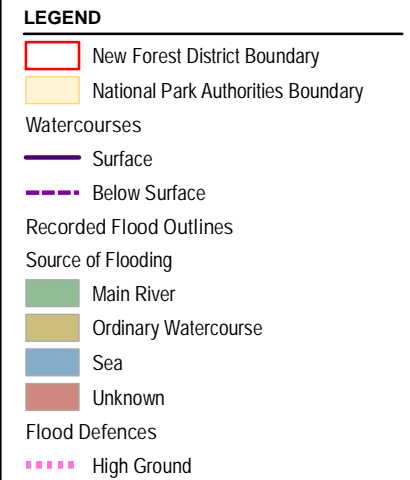 LEGEND
New Forest District Boundary
National Park Authorities Boundary
Watercourses
Surface
Below Surface
Recorded Flood Outlines
Source of Flooding
Main River
Ordinary Watercourse
Sea
Unknown
Flood Defences
High Ground